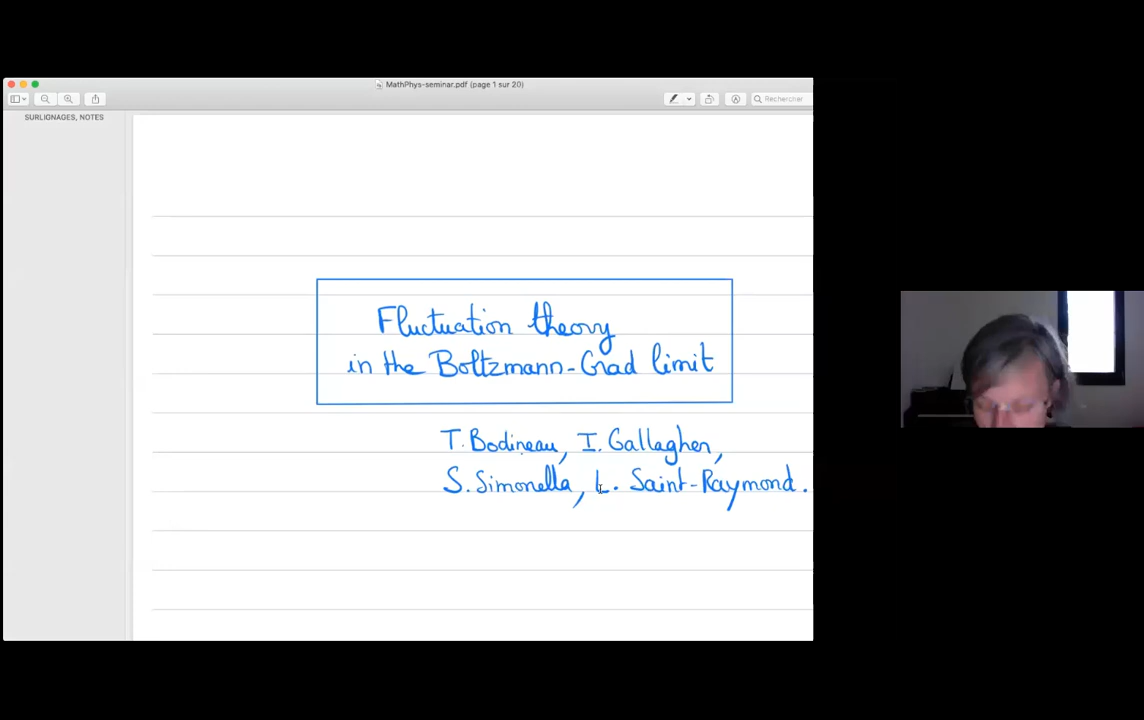 MathPhys-seminar.pdf (page 1 sur 20)
Rechercher
SURLIGNAGES, NOTES
Fluctuation theory
in the Boltzmann-Grad limit
T. Bodineau, I. Gallagher,
S. Simonella, L. Saint-Raymond.